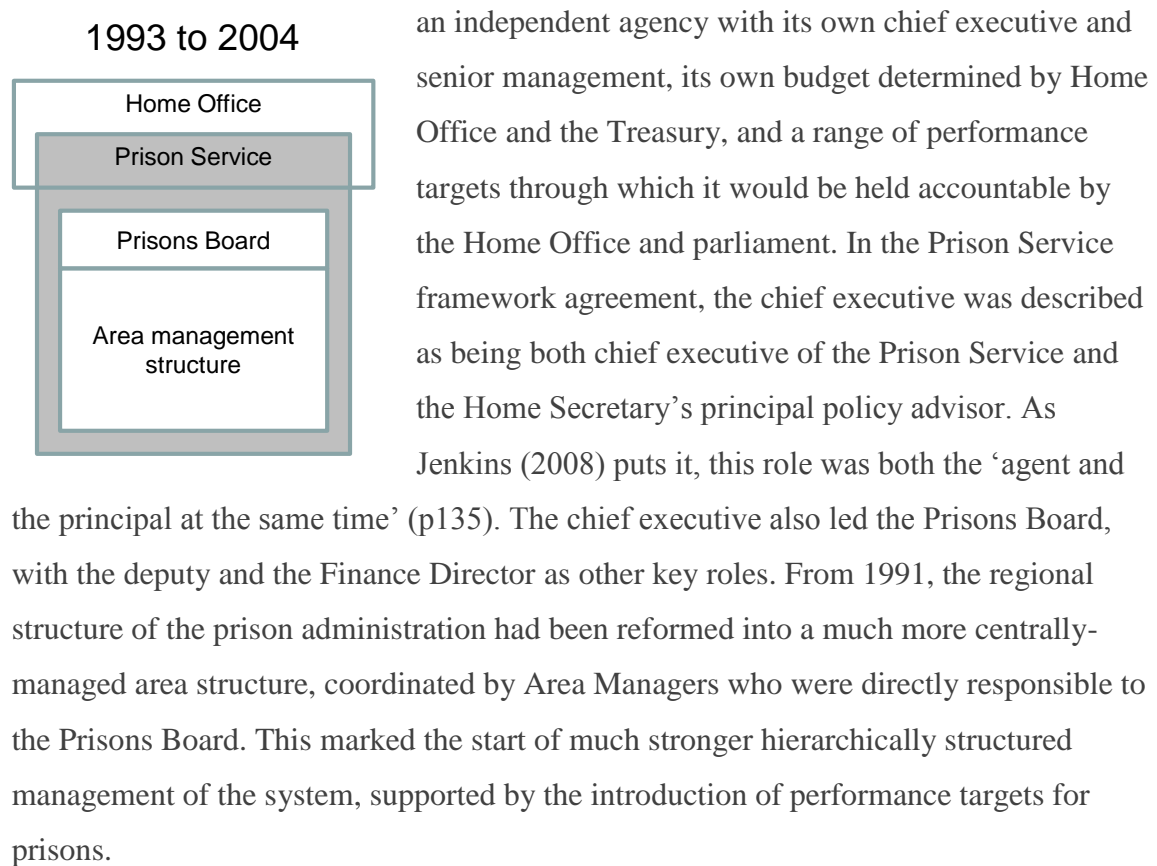 1993 to 2004
Home Office
Prison Service
Prisons Board
Area management
structure
an independent agency with its own chief executive and
senior management, its own budget determined by Home
Office and the Treasury, and a range of performance
targets through which it would be held accountable by
the Home Office and parliament. In the Prison Service
framework agreement, the chief executive was described
as being both chief executive of the Prison Service and
the Home Secretary’s principal policy advisor. As
Jenkins (2008) puts it, this role was both the ‘agent and
the principal at the same time’ (p135). The chief executive also led the Prisons Board,
with the deputy and the Finance Director as other key roles. From 1991, the regional
structure of the prison administration had been reformed into a much more centrally-
managed area structure, coordinated by Area Managers who were directly responsible to
the Prisons Board. This marked the start of much stronger hierarchically structured
management of the system, supported by the introduction of performance targets for
prisons.